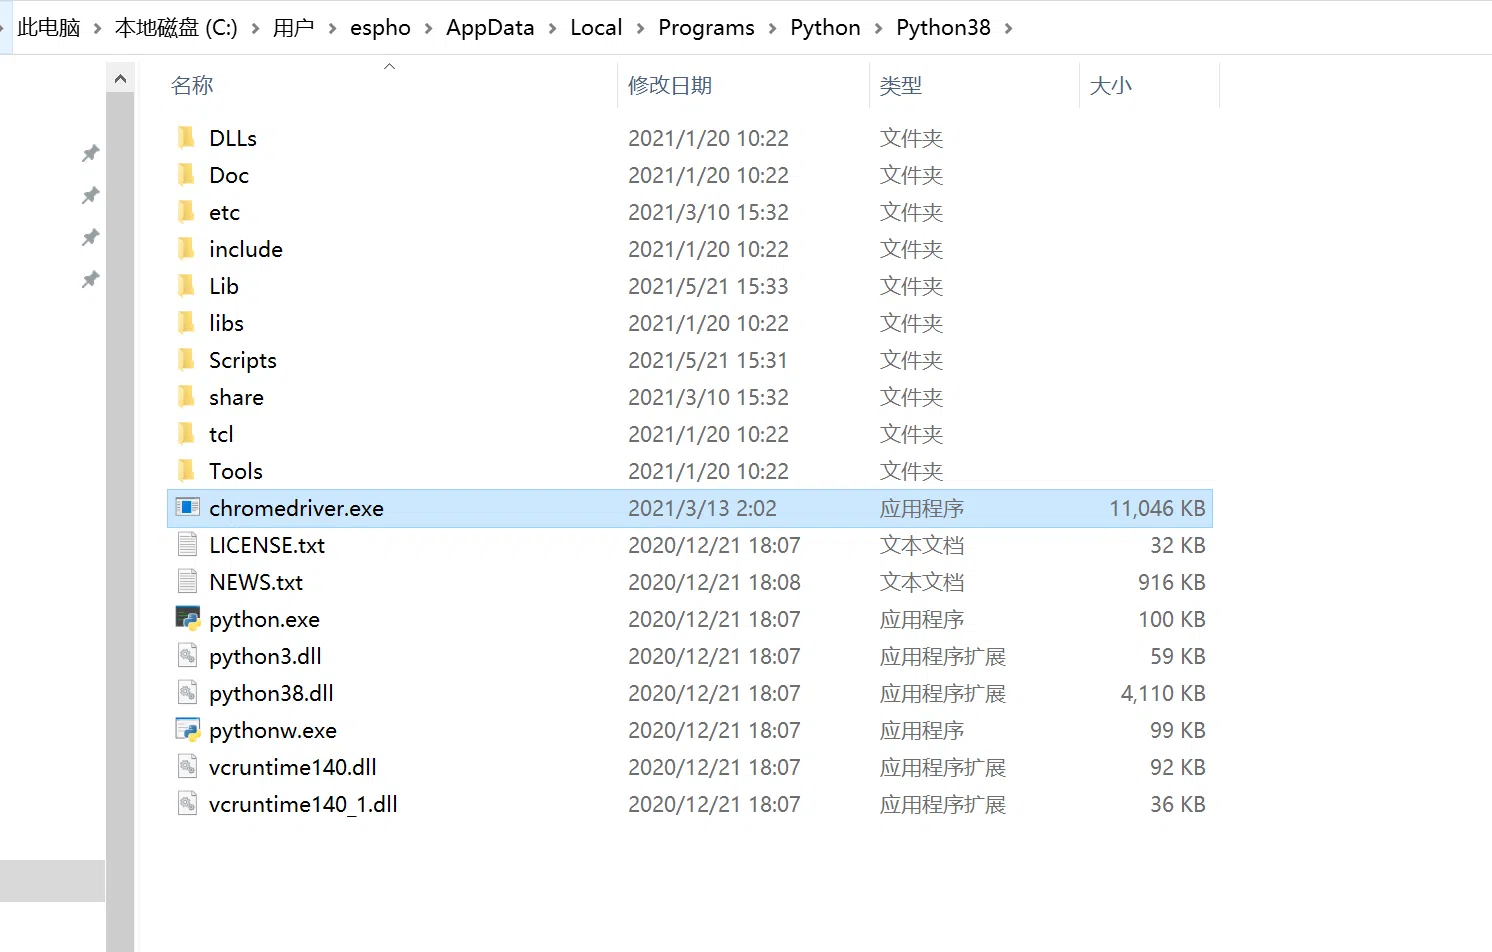 此电脑 > 本地磁盘 (C:) > 用户 > espho > AppData > Local > Programs > Python > Python38 >
名称 修改日期 类型 大小
DLLs 2021/1/20 10:22 文件夹
Doc 2021/1/20 10:22 文件夹
etc 2021/3/10 15:32 文件夹
include 2021/1/20 10:22 文件夹
Lib 2021/5/21 15:33 文件夹
libs 2021/1/20 10:22 文件夹
Scripts 2021/5/21 15:31 文件夹
share 2021/3/10 15:32 文件夹
tcl 2021/1/20 10:22 文件夹
Tools 2021/1/20 10:22 文件夹
chromedriver.exe 2021/3/13 2:02 应用程序 11,046 KB
LICENSE.txt 2020/12/21 18:07 文本文档 32 KB
NEWS.txt 2020/12/21 18:08 文本文档 916 KB
python.exe 2020/12/21 18:07 应用程序 100 KB
python3.dll 2020/12/21 18:07 应用程序扩展 59 KB
python38.dll 2020/12/21 18:07 应用程序扩展 4,110 KB
pythonw.exe 2020/12/21 18:07 应用程序 99 KB
vcruntime140.dll 2020/12/21 18:07 应用程序扩展 92 KB
vcruntime140_1.dll 2020/12/21 18:07 应用程序扩展 36 KB